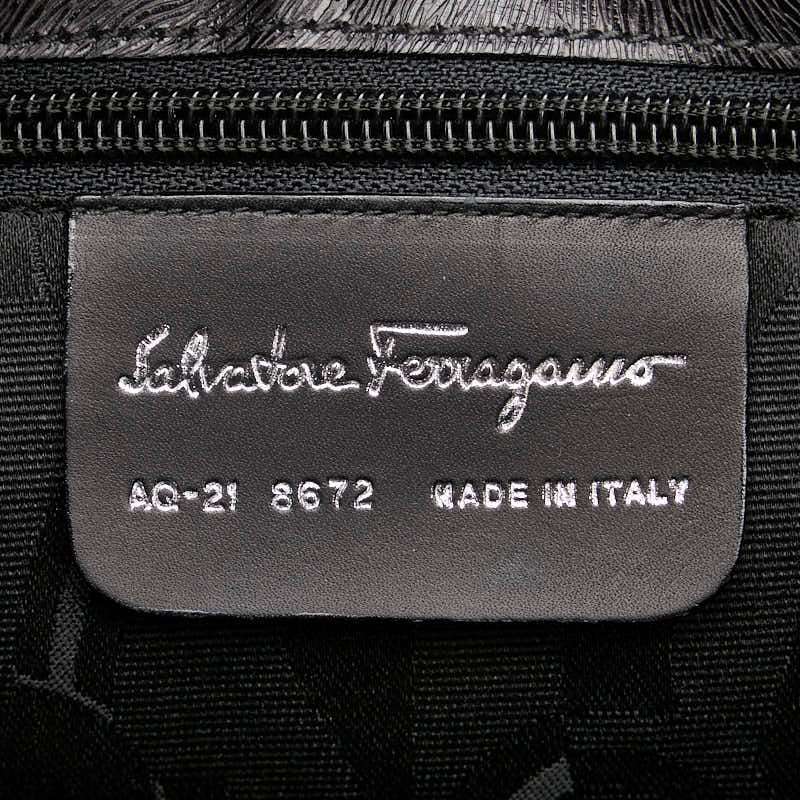 Salvatore Ferragamo
AQ-21 8672 MADE IN ITALY